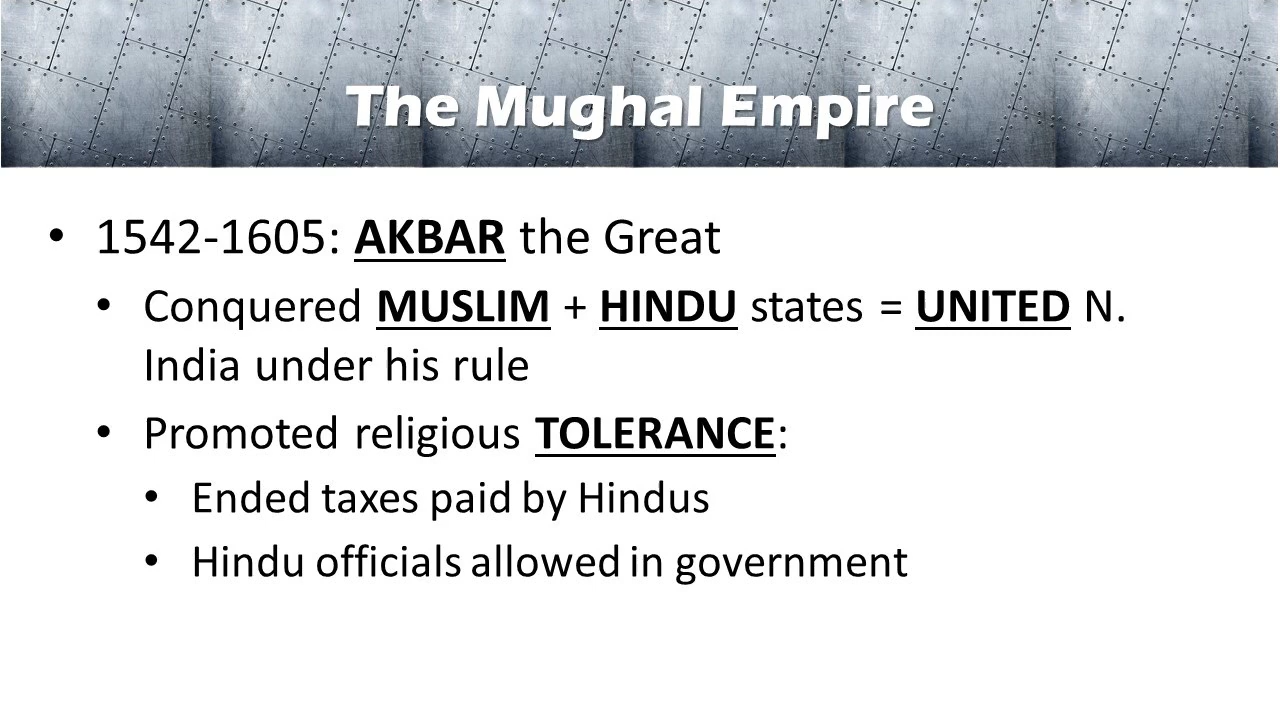 The Mughal Empire
• 1542-1605: AKBAR the Great
• Conquered MUSLIM + HINDU states = UNITED N.
India under his rule
• Promoted religious TOLERANCE:
• Ended taxes paid by Hindus
• Hindu officials allowed in government